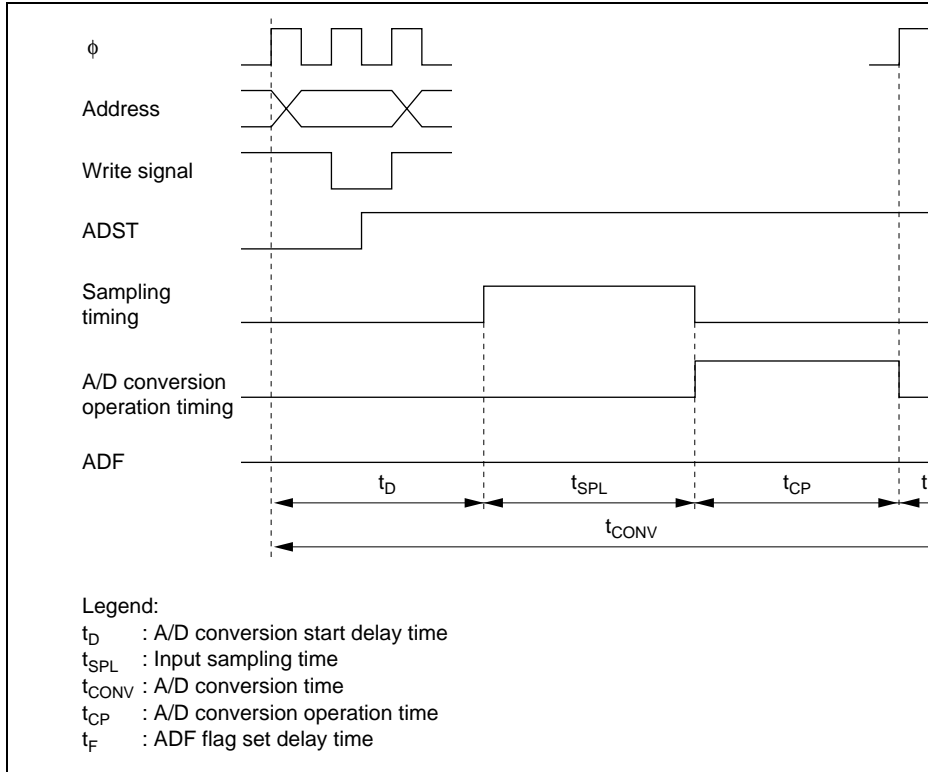 ϕ
Address
Write signal
ADST
Sampling
timing
A/D conversion
operation timing
ADF
tD tSPL tCP t
tCONV
Legend:
tD : A/D conversion start delay time
tSPL : Input sampling time
tCONV : A/D conversion time
tCP : A/D conversion operation time
tF : ADF flag set delay time